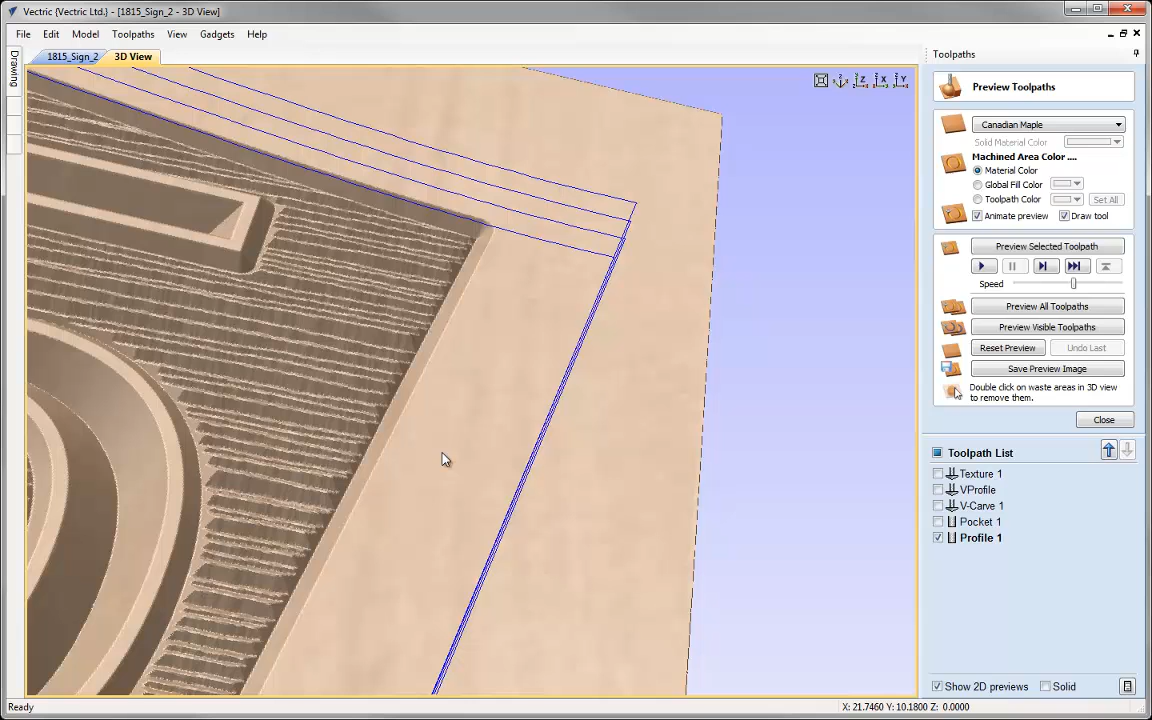 Vectric {Vectric Ltd.} - [1815_Sign_2 - 3D View]
File Edit Model Toolpaths View Gadgets Help
1815_Sign_2 3D View
Drawing
Z X Y
Toolpaths
Preview Toolpaths
Canadian Maple
Solid Material Color
Machined Area Color ....
Material Color
Global Fill Color
Toolpath Color Set All
Animate preview Draw tool
Preview Selected Toolpath
Speed
Preview All Toolpaths
Preview Visible Toolpaths
Reset Preview Undo Last
Save Preview Image
Double click on waste areas in 3D view
to remove them.
Close
Toolpath List
Texture 1
VProfile
V-Carve 1
Pocket 1
Profile 1
Show 2D previews Solid
Ready X: 21.7460 Y: 10.1800 Z: 0.0000